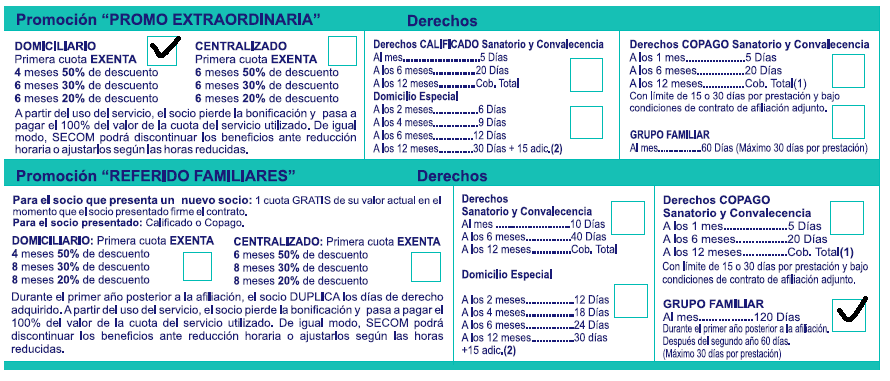 Promoción "PROMO EXTRAORDINARIA"
Derechos
DOMICILIARIO
Primera cuota EXENTA
4 meses 50% de descuento
6 meses 30% de descuento
6 meses 20% de descuento
CENTRALIZADO
Primera cuota EXENTA
6 meses 50% de descuento
6 meses 30% de descuento
6 meses 20% de descuento
A partir del uso del servicio, el socio pierde la bonificación y pasa a
pagar el 100% del valor de la cuota del servicio utilizado. De igual
modo, SECOM podrá discontinuar los beneficios ante reducción
horaria o ajustarlos según las horas reducidas.
Derechos CALIFICADO Sanatorio y Convalecencia
Al mes.....................5 Días
A los 6 meses..........20 Días
A los 12 meses........Cob. Total
Domicilio Especial
A los 2 meses..........6 Días
A los 4 meses..........9 Días
A los 6 meses.........12 Días
A los 12 meses........30 Días + 15 adic.(2)
Derechos COPAGO Sanatorio y Convalecencia
A los 1 mes..............5 Días
A los 6 meses..........20 Días
A los 12 meses........Cob. Total(1)
Con límite de 15 o 30 días por prestación y bajo
condiciones de contrato de afiliación adjunto.
GRUPO FAMILIAR
Al mes..............60 Días (Máximo 30 días por prestación)
Promoción "REFERIDO FAMILIARES"
Derechos
Para el socio que presenta un nuevo socio: 1 cuota GRATIS de su valor actual en el
momento que el socio presentado firme el contrato.
Para el socio presentado: Calificado o Copago.
DOMICILIARIO: Primera cuota EXENTA
4 meses 50% de descuento
8 meses 30% de descuento
8 meses 20% de descuento
CENTRALIZADO: Primera cuota EXENTA
6 meses 50% de descuento
8 meses 30% de descuento
8 meses 20% de descuento
Durante el primer año posterior a la afiliación, el socio DUPLICA los días de derecho
adquirido. A partir del uso del servicio, el socio pierde la bonificación y pasa a pagar el
100% del valor de la cuota del servicio utilizado. De igual modo, SECOM podrá
discontinuar los beneficios ante reducción horaria o ajustarlos según las horas
reducidas.
Derechos
Sanatorio y Convalecencia
Al mes ....................10 Días
A los 6 meses..........40 Días
A los 12 meses........Cob. Total
Domicilio Especial
A los 2 meses............12 Días
A los 4 meses............18 Días
A los 6 meses............24 Días
A los 12 meses..........30 días
+15 adic.(2)
Derechos COPAGO
Sanatorio y Convalecencia
A los 1 mes..............5 Días
A los 6 meses..........20 Días
A los 12 meses........Cob. Total(1)
Con límite de 15 o 30 días por prestación y bajo
condiciones de contrato de afiliación adjunto.
GRUPO FAMILIAR
Al mes..............120 Días
Durante el primer año posterior a la afiliación.
Después del segundo año 60 días.
(Máximo 30 días por prestación)